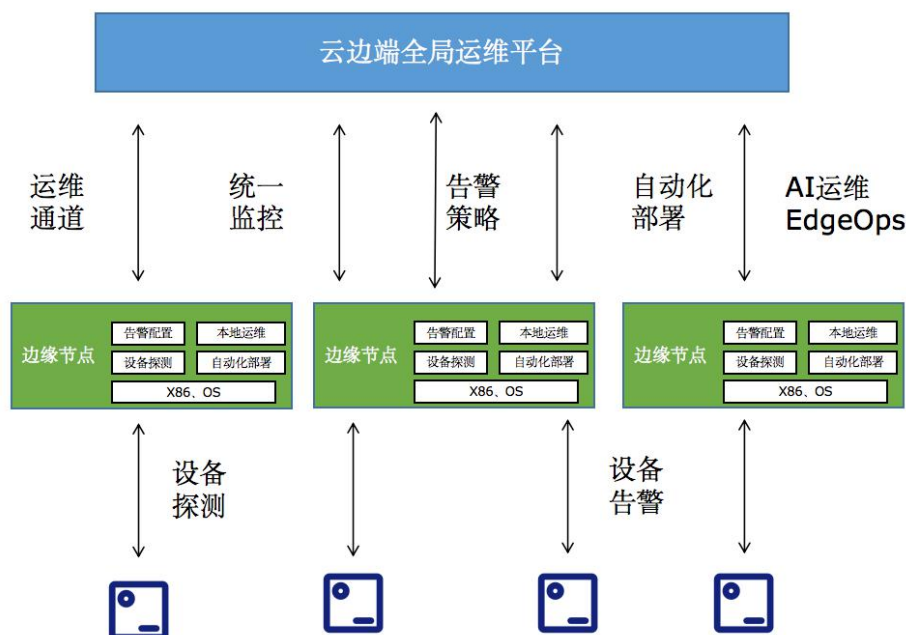 云边端全局运维平台
运维
通道
统一
监控
告警
策略
自动化
部署
AI运维
EdgeOps
边缘节点
告警配置
本地运维
设备探测
自动化部署
X86、OS
边缘节点
告警配置
本地运维
设备探测
自动化部署
X86、OS
边缘节点
告警配置
本地运维
设备探测
自动化部署
X86、OS
设备
探测
设备
告警